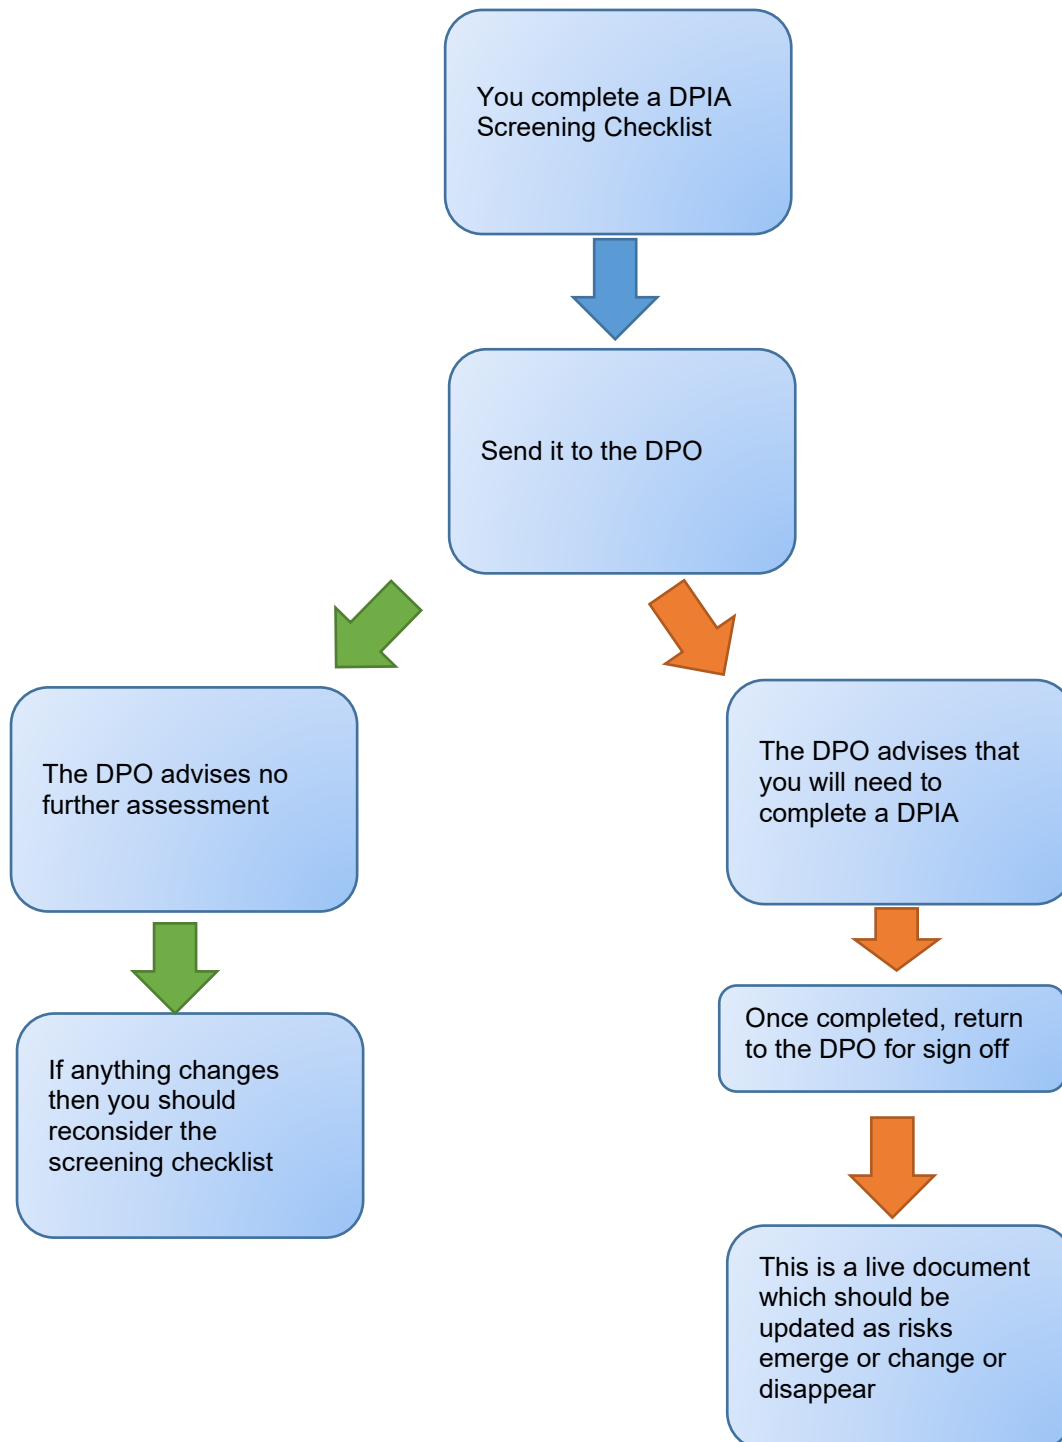 You complete a DPIA
Screening Checklist
Send it to the DPO
The DPO advises no
further assessment
The DPO advises that
you will need to
complete a DPIA
Once completed, return
to the DPO for sign off
If anything changes
then you should
reconsider the
screening checklist
This is a live document
which should be
updated as risks
emerge or change or
disappear